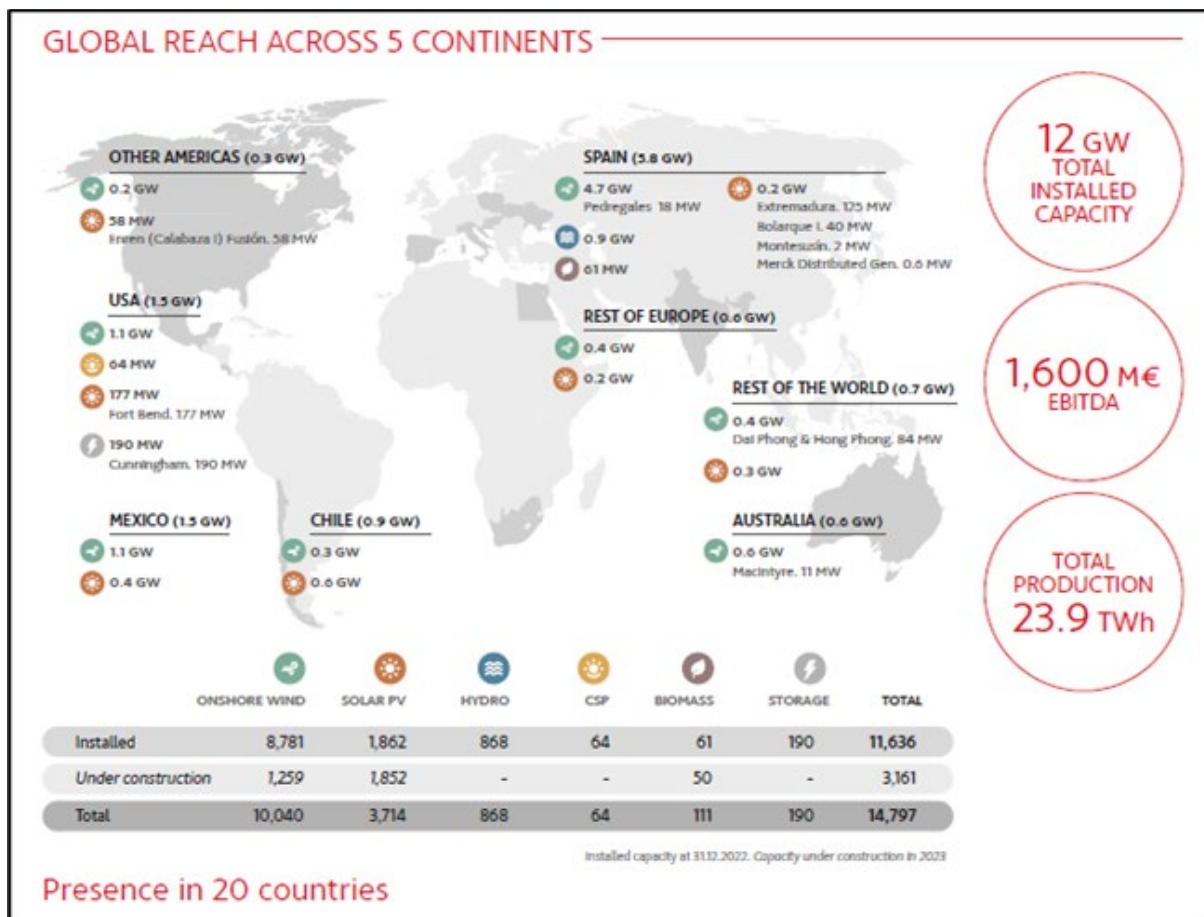 GLOBAL REACH ACROSS 5 CONTINENTS
OTHER AMERICAS (0.3 GW)
0.2 GW
58 MW
Enren (Calabaza I) Fusión. 58 MW
USA (1.5 GW)
1.1 GW
64 MW
177 MW
Fort Bend. 177 MW
190 MW
Cunningham. 190 MW
MEXICO (1.5 GW)
1.1 GW
0.4 GW
CHILE (0.9 GW)
0.3 GW
0.6 GW
SPAIN (5.8 GW)
4.7 GW
Pedregales 18 MW
0.9 GW
61 MW
0.2 GW
Extremadura. 125 MW
Bolarque I. 40 MW
Montesusín. 2 MW
Merck Distributed Gen. 0.6 MW
REST OF EUROPE (0.6 GW)
0.4 GW
0.2 GW
REST OF THE WORLD (0.7 GW)
0.4 GW
Dai Phong & Hong Phong. 84 MW
0.3 GW
AUSTRALIA (0.6 GW)
0.6 GW
MacIntyre. 11 MW
12 GW
TOTAL
INSTALLED
CAPACITY
1,600 M€
EBITDA
TOTAL
PRODUCTION
23.9 TWh
ONSHORE WIND SOLAR PV HYDRO CSP BIOMASS STORAGE TOTAL
Installed 8,781 1,862 868 64 61 190 11,636
Under construction 1,259 1,852 - - 50 - 3,161
Total 10,040 3,714 868 64 111 190 14,797
Installed capacity at 31.12.2022. Capacity under construction in 2023
Presence in 20 countries